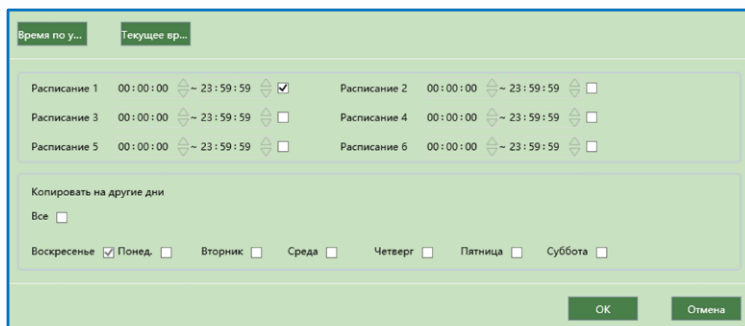 Время по у... Текущее вр...
Расписание 1 00:00:00 ~ 23:59:59 Расписание 2 00:00:00 ~ 23:59:59
Расписание 3 00:00:00 ~ 23:59:59 Расписание 4 00:00:00 ~ 23:59:59
Расписание 5 00:00:00 ~ 23:59:59 Расписание 6 00:00:00 ~ 23:59:59
Копировать на другие дни
Все
Воскресенье Понед. Вторник Среда Четверг Пятница Суббота
OK Отмена